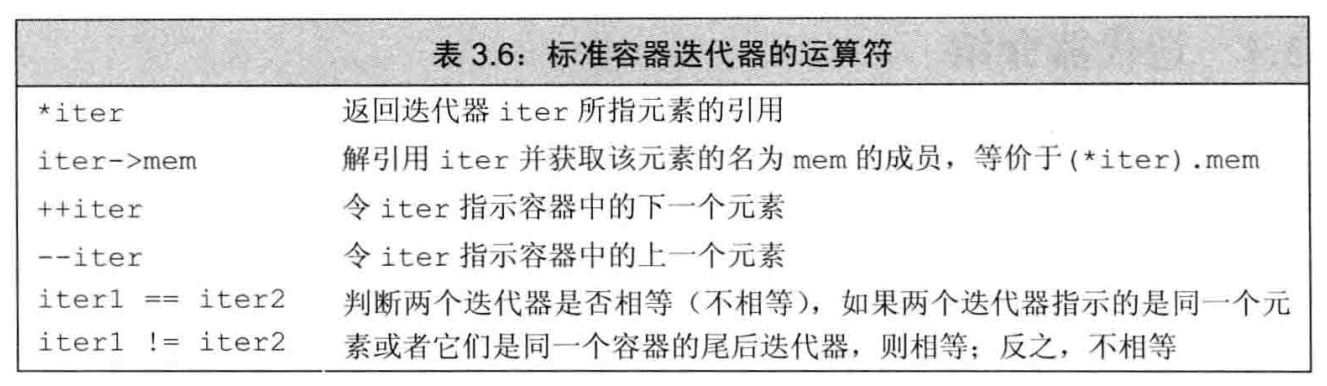 表 3.6：标准容器迭代器的运算符
*iter 返回迭代器 iter 所指元素的引用
iter->mem 解引用 iter 并获取该元素的名为 mem 的成员，等价于(*iter).mem
++iter 令 iter 指示容器中的下一个元素
--iter 令 iter 指示容器中的上一个元素
iter1 == iter2 判断两个迭代器是否相等（不相等），如果两个迭代器指示的是同一个元
iter1 != iter2 素或者它们是同一个容器的尾后迭代器，则相等；反之，不相等